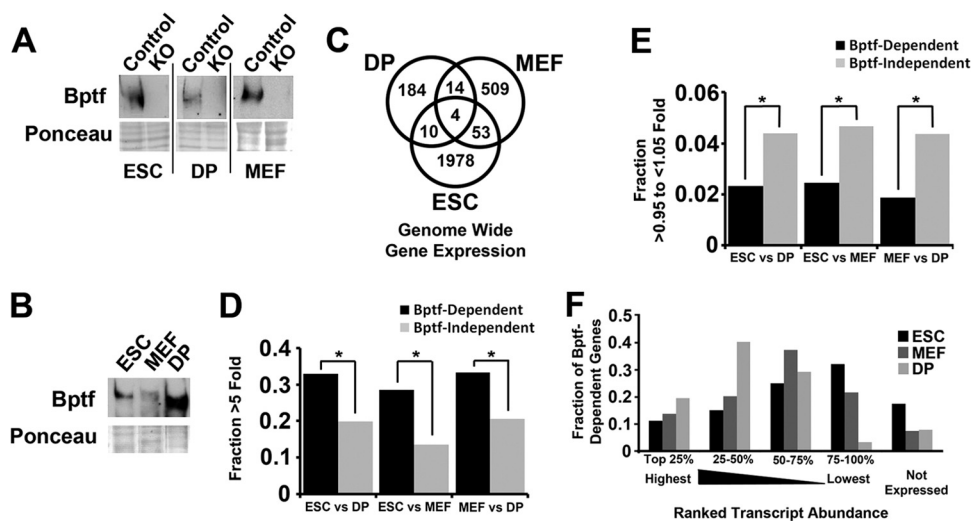 A
Control
KO
Control
KO
Control
KO
Bptf
Ponceau
ESC
DP
MEF
B
ESC
MEF
DP
Bptf
Ponceau
C
DP
MEF
184
14
509
4
10
53
1978
ESC
Genome Wide
Gene Expression
D
Bptf-Dependent
Bptf-Independent
Fraction >5 Fold
0.4
0.3
0.2
0.1
0
*
*
*
ESC vs DP
ESC vs MEF
MEF vs DP
E
Bptf-Dependent
Bptf-Independent
Fraction
>0.95 to <1.05 Fold
0.06
0.04
0.02
0
*
*
*
ESC vs DP
ESC vs MEF
MEF vs DP
F
Fraction of Bptf-
Dependent Genes
0.5
0.4
0.3
0.2
0.1
0
ESC
MEF
DP
Top 25%
25-50%
50-75%
75-100%
Highest
Lowest
Not
Expressed
Ranked Transcript Abundance